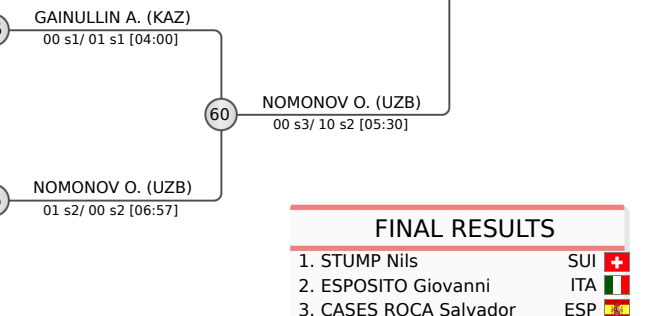 GAINULLIN A. (KAZ)
00 s1/ 01 s1 [04:00]
60
NOMONOV O. (UZB)
00 s3/ 10 s2 [05:30]
NOMONOV O. (UZB)
01 s2/ 00 s2 [06:57]
FINAL RESULTS
1. STUMP Nils SUI
2. ESPOSITO Giovanni ITA
3. CASES ROCA Salvador ESP